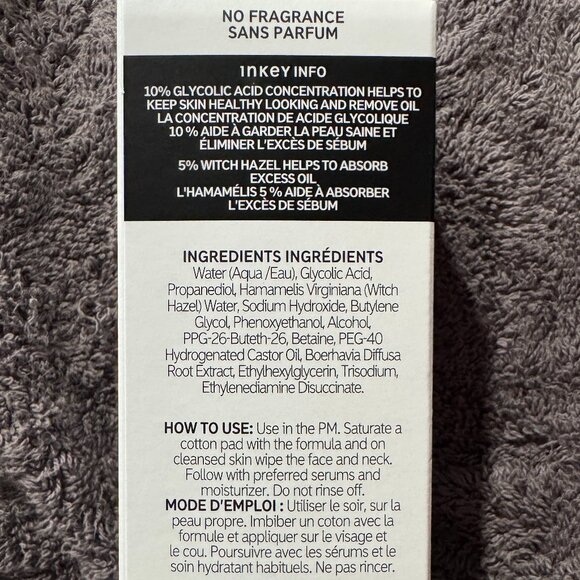 NO FRAGRANCE
SANS PARFUM
INKEY INFO
10% GLYCOLIC ACID CONCENTRATION HELPS TO
KEEP SKIN HEALTHY LOOKING AND REMOVE OIL
LA CONCENTRATION DE ACIDE GLYCOLIQUE
10 % AIDE À GARDER LA PEAU SAINE ET
ÉLIMINER L'EXCÈS DE SÉBUM
5% WITCH HAZEL HELPS TO ABSORB
EXCESS OIL
L'HAMAMÉLIS 5 % AIDE À ABSORBER
L'EXCÈS DE SÉBUM
INGREDIENTS INGRÉDIENTS
Water (Aqua /Eau), Glycolic Acid,
Propanediol, Hamamelis Virginiana (Witch
Hazel) Water, Sodium Hydroxide, Butylene
Glycol, Phenoxyethanol, Alcohol,
PPG-26-Buteth-26, Betaine, PEG-40
Hydrogenated Castor Oil, Boerhavia Diffusa
Root Extract, Ethylhexylglycerin, Trisodium,
Ethylenediamine Disuccinate.
HOW TO USE: Use in the PM. Saturate a
cotton pad with the formula and on
cleansed skin wipe the face and neck.
Follow with preferred serums and
moisturizer. Do not rinse off.
MODE D'EMPLOI : Utiliser le soir, sur la
peau propre. Imbiber un coton avec la
formule et appliquer sur le visage et
le cou. Poursuivre avec les sérums et le
soin hydratant habituels. Ne pas rincer.